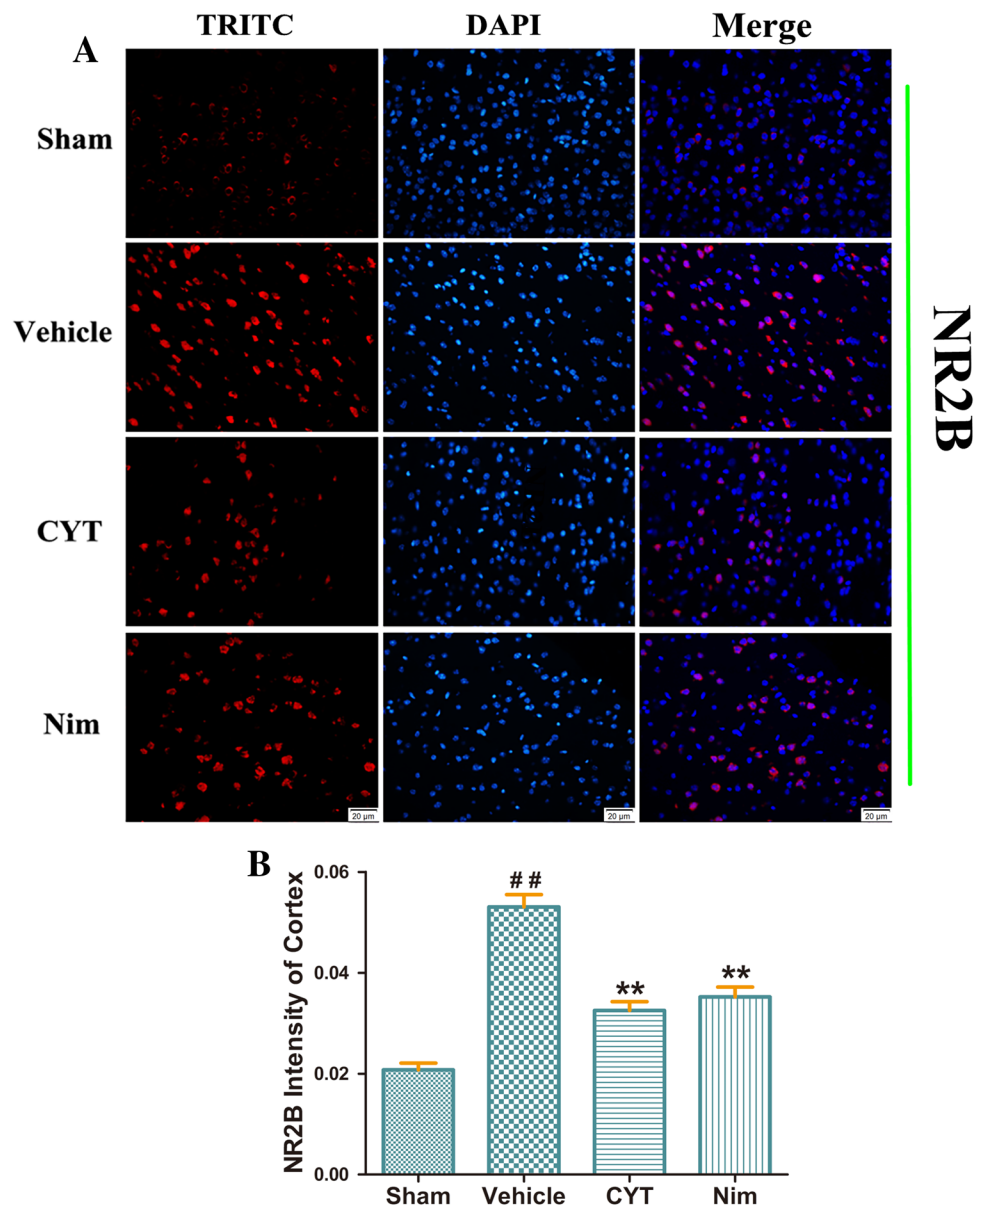 A
TRITC DAPI Merge
Sham
Vehicle
CYT
Nim
20 µm 20 µm 20 µm
NR2B
B
NR2B Intensity of Cortex
0.06
0.04
0.02
0.00
# #
**
**
Sham Vehicle CYT Nim